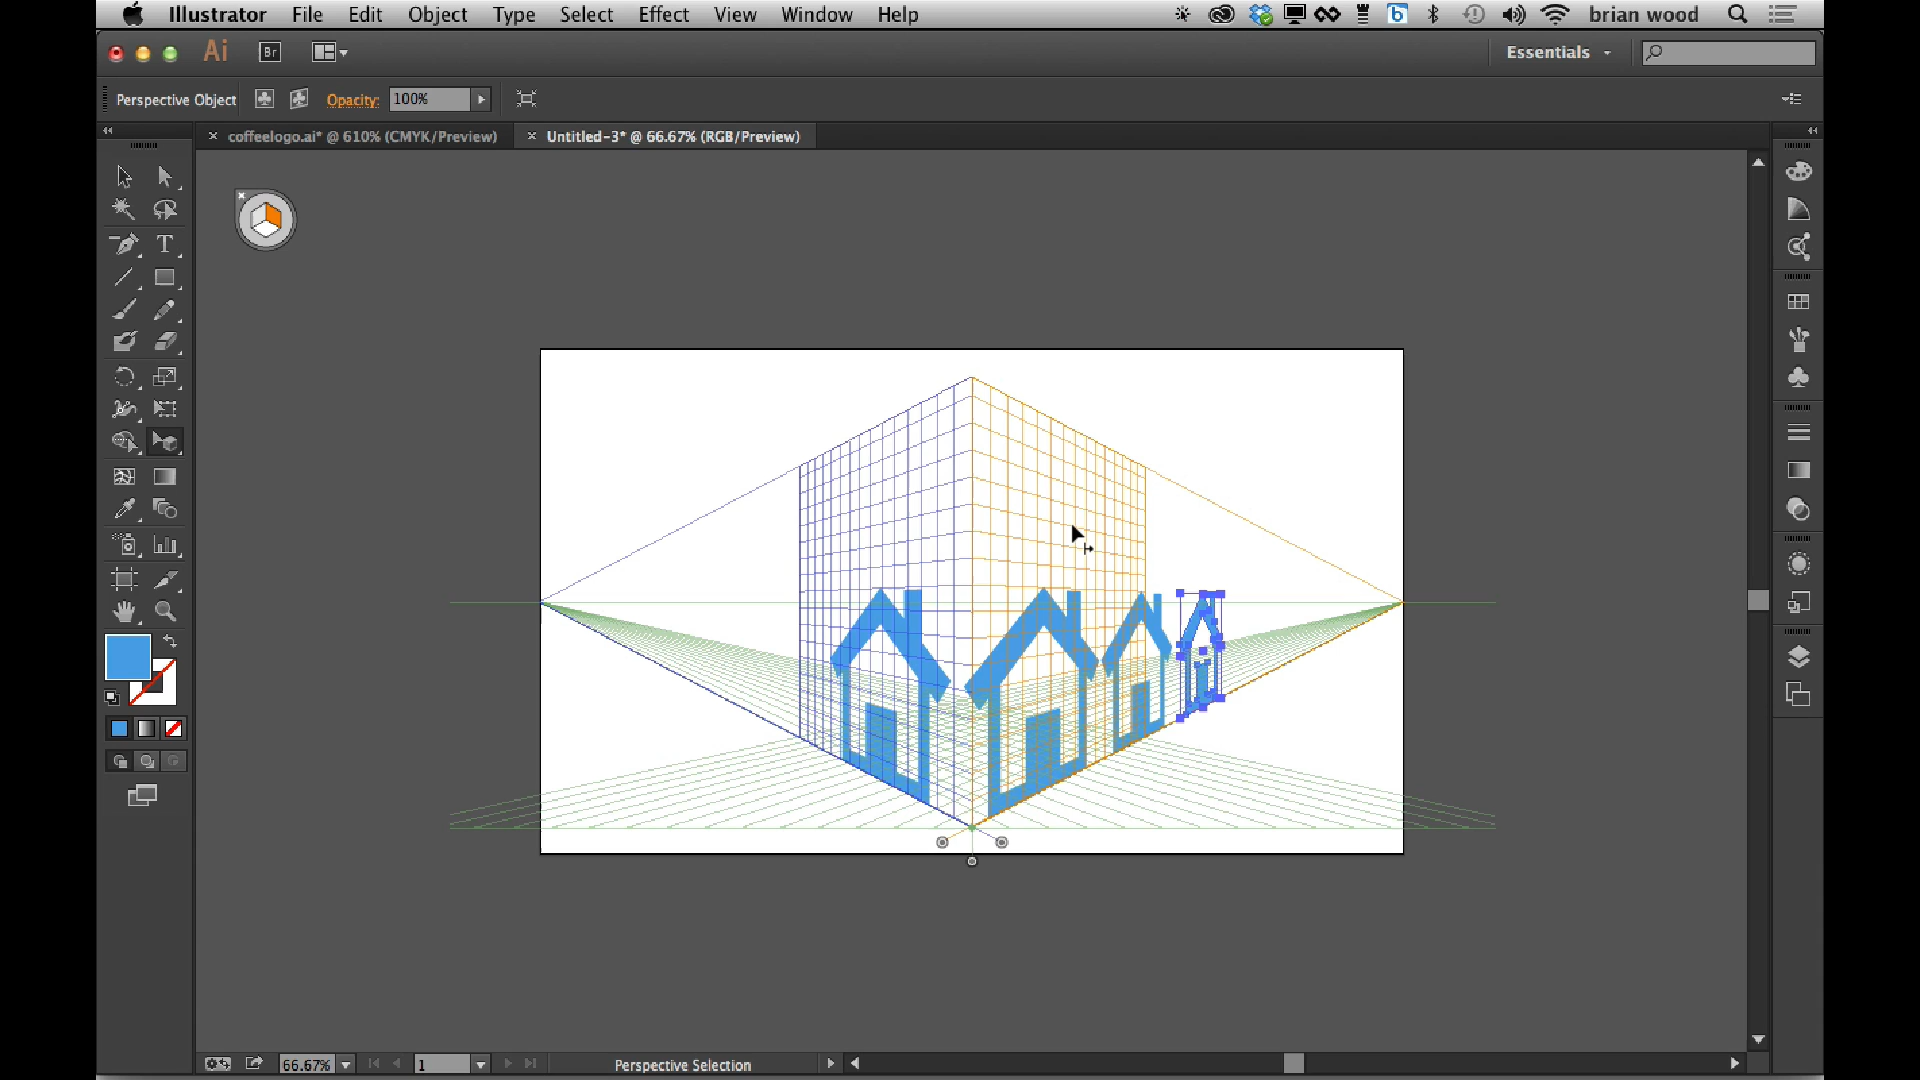 Illustrator File Edit Object Type Select Effect View Window Help brian wood
Ai Br Essentials
Perspective Object Opacity: 100%
coffeelogo.ai* @ 610% (CMYK/Preview) Untitled-3* @ 66.67% (RGB/Preview)
T
66.67% 1 Perspective Selection